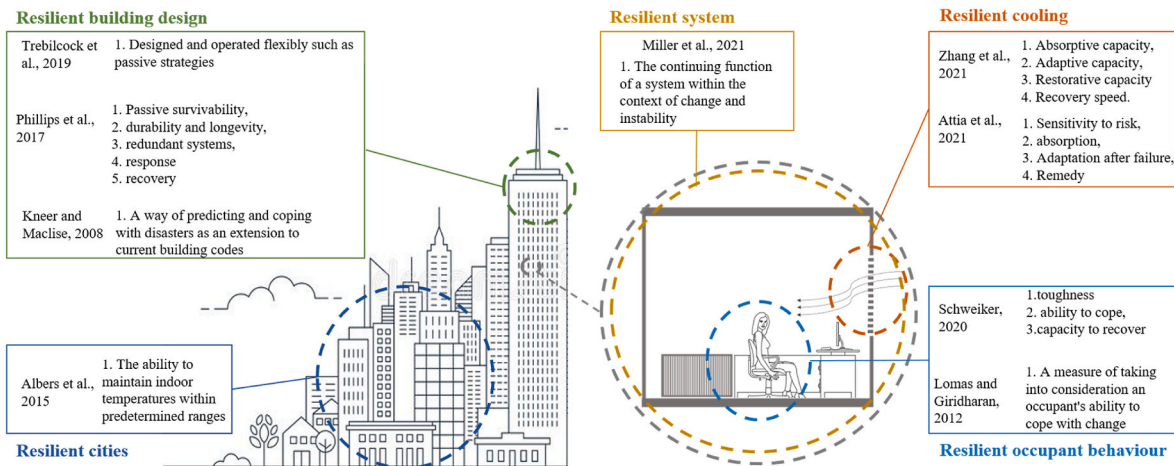 Resilient building design
Trebilcock et
al., 2019
1. Designed and operated flexibly such as
passive strategies
Phillips et al.,
2017
1. Passive survivability,
2. durability and longevity,
3. redundant systems,
4. response
5. recovery
Kneer and
Maclise, 2008
1. A way of predicting and coping
with disasters as an extension to
current building codes
Albers et al.,
2015
1. The ability to
maintain indoor
temperatures within
predetermined ranges
Resilient cities
Resilient system
Miller et al., 2021
1. The continuing function
of a system within the
context of change and
instability
Resilient cooling
Zhang et al.,
2021
1. Absorptive capacity,
2. Adaptive capacity,
3. Restorative capacity
4. Recovery speed.
Attia et al.,
2021
1. Sensitivity to risk,
2. absorption,
3. Adaptation after failure,
4. Remedy
Schweiker,
2020
1.toughness
2. ability to cope,
3.capacity to recover
Lomas and
Giridharan,
2012
1. A measure of taking
into consideration an
occupant's ability to
cope with change
Resilient occupant behaviour